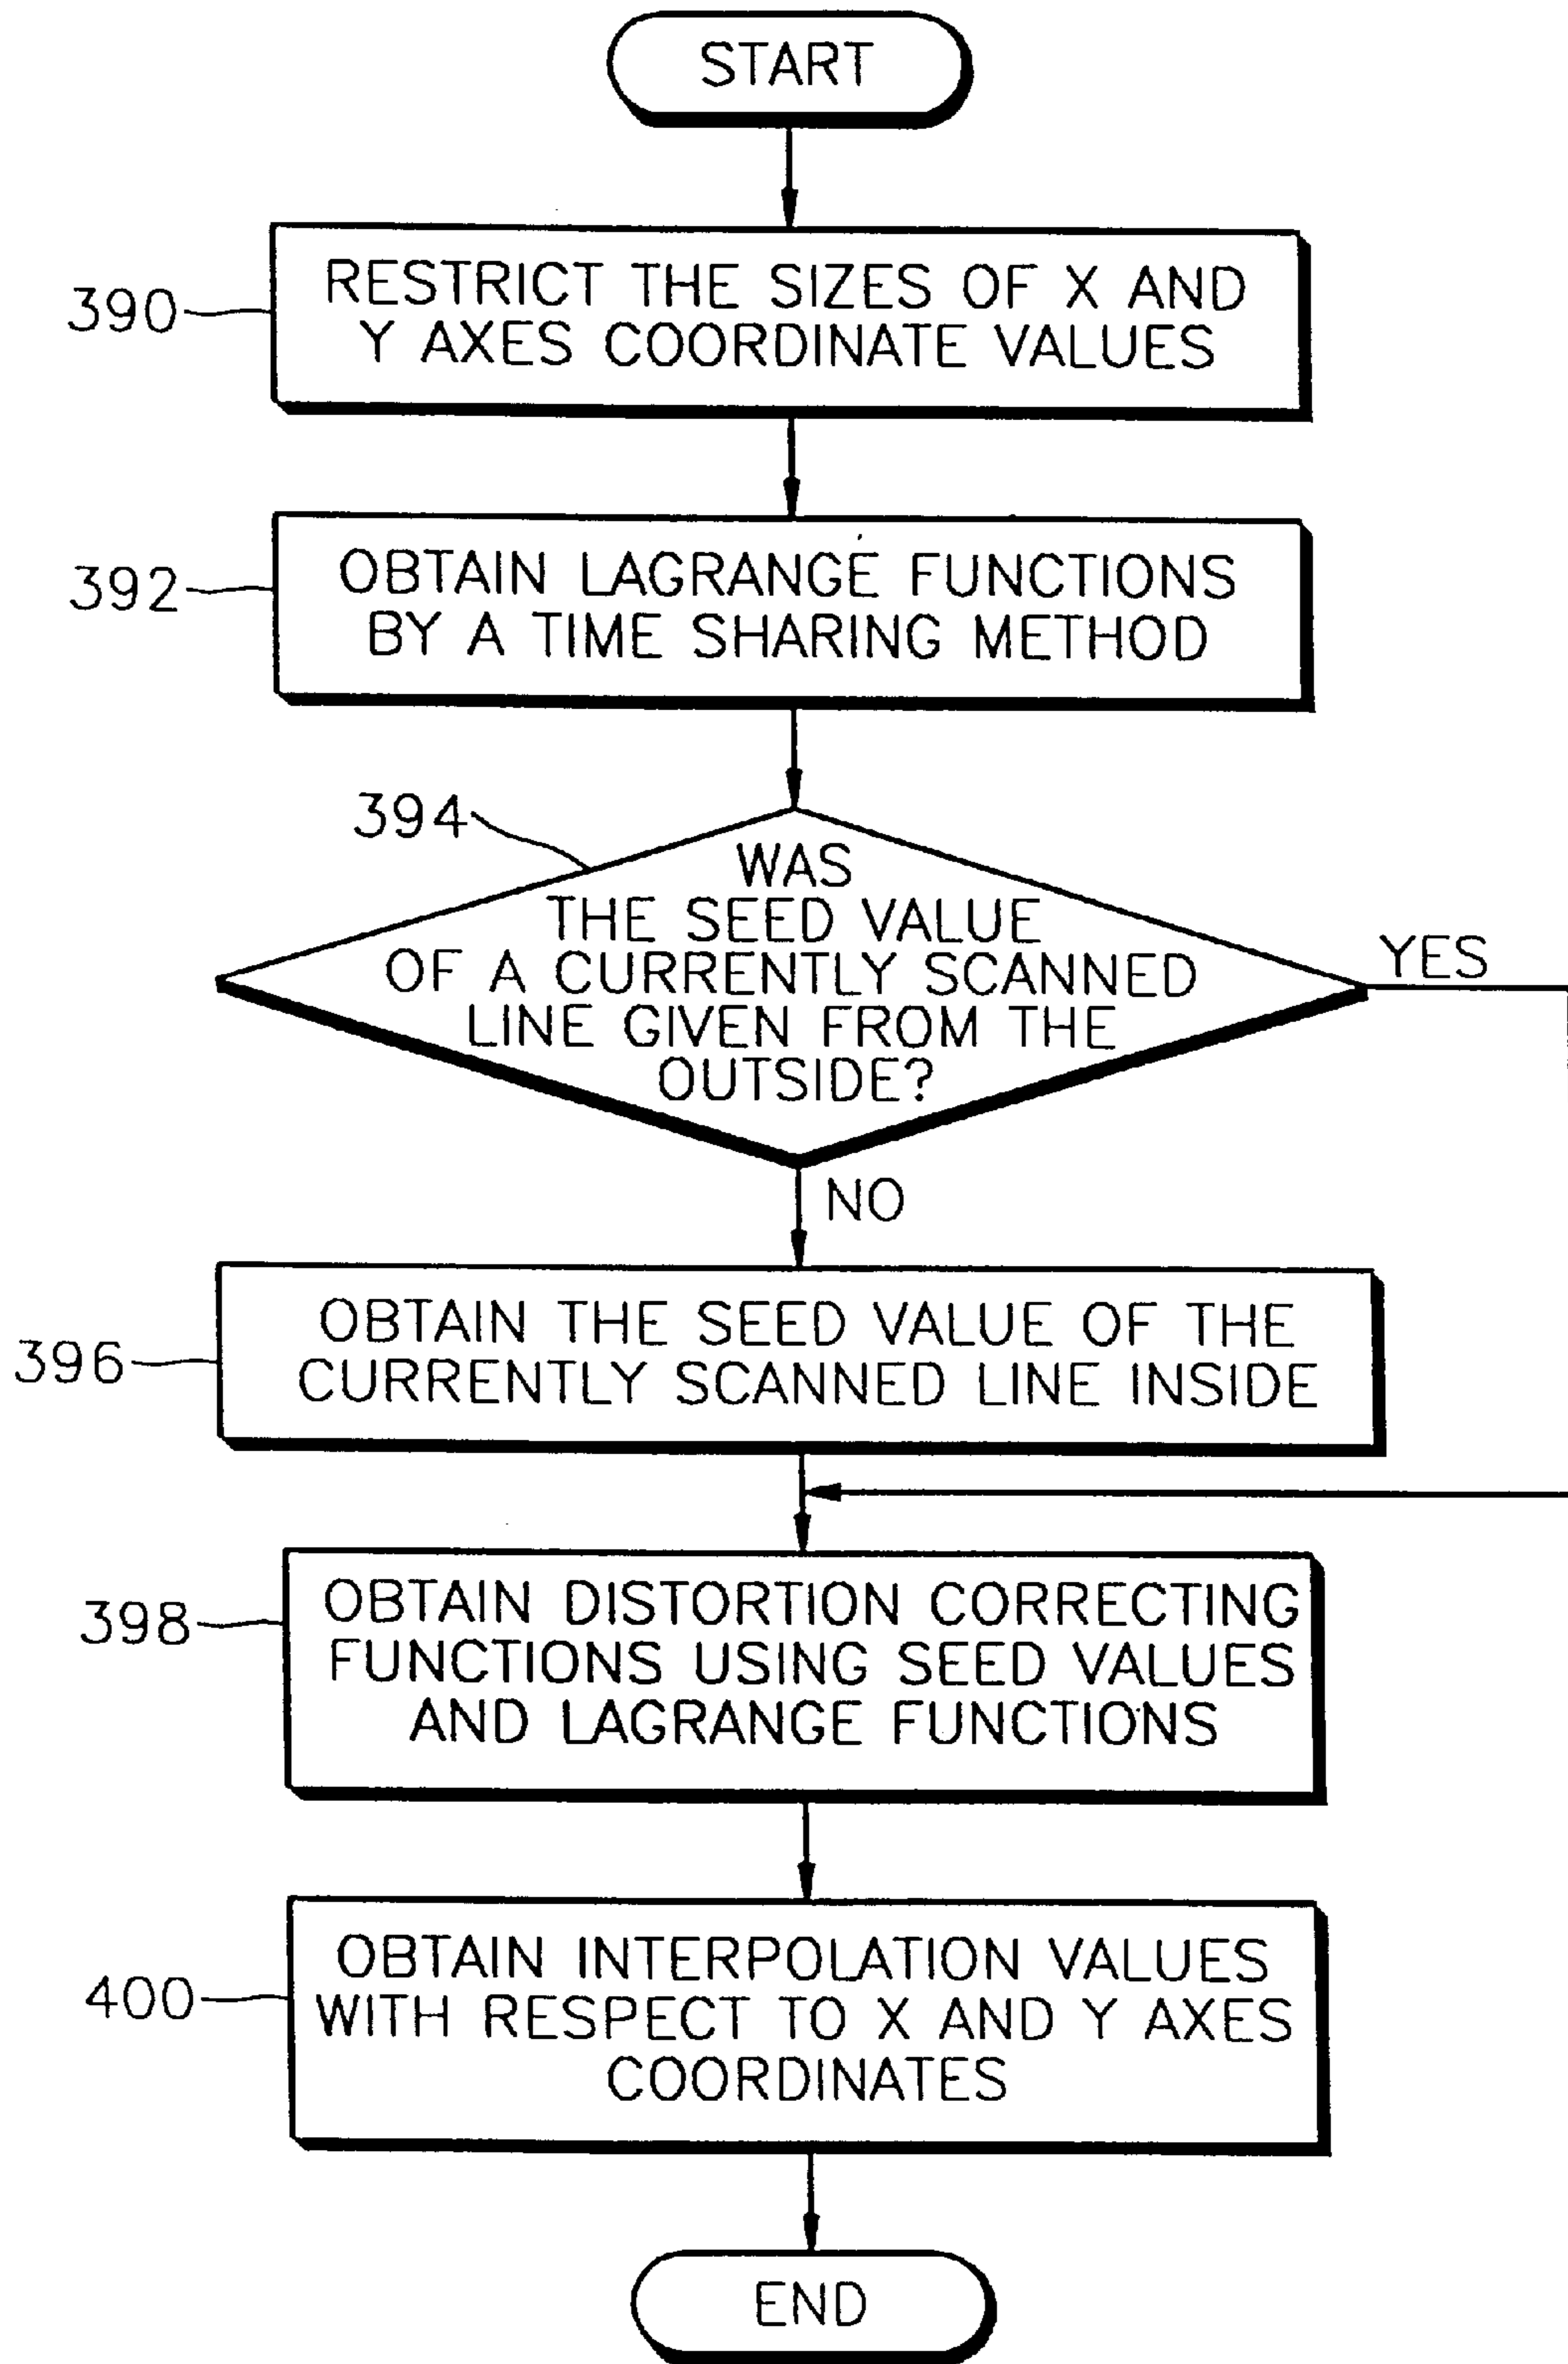 START
390
RESTRICT THE SIZES OF X AND
Y AXES COORDINATE VALUES
392
OBTAIN LAGRANGE FUNCTIONS
BY A TIME SHARING METHOD
394
WAS
THE SEED VALUE
OF A CURRENTLY SCANNED
LINE GIVEN FROM THE
OUTSIDE?
YES
NO
396
OBTAIN THE SEED VALUE OF THE
CURRENTLY SCANNED LINE INSIDE
398
OBTAIN DISTORTION CORRECTING
FUNCTIONS USING SEED VALUES
AND LAGRANGE FUNCTIONS
400
OBTAIN INTERPOLATION VALUES
WITH RESPECT TO X AND Y AXES
COORDINATES
END